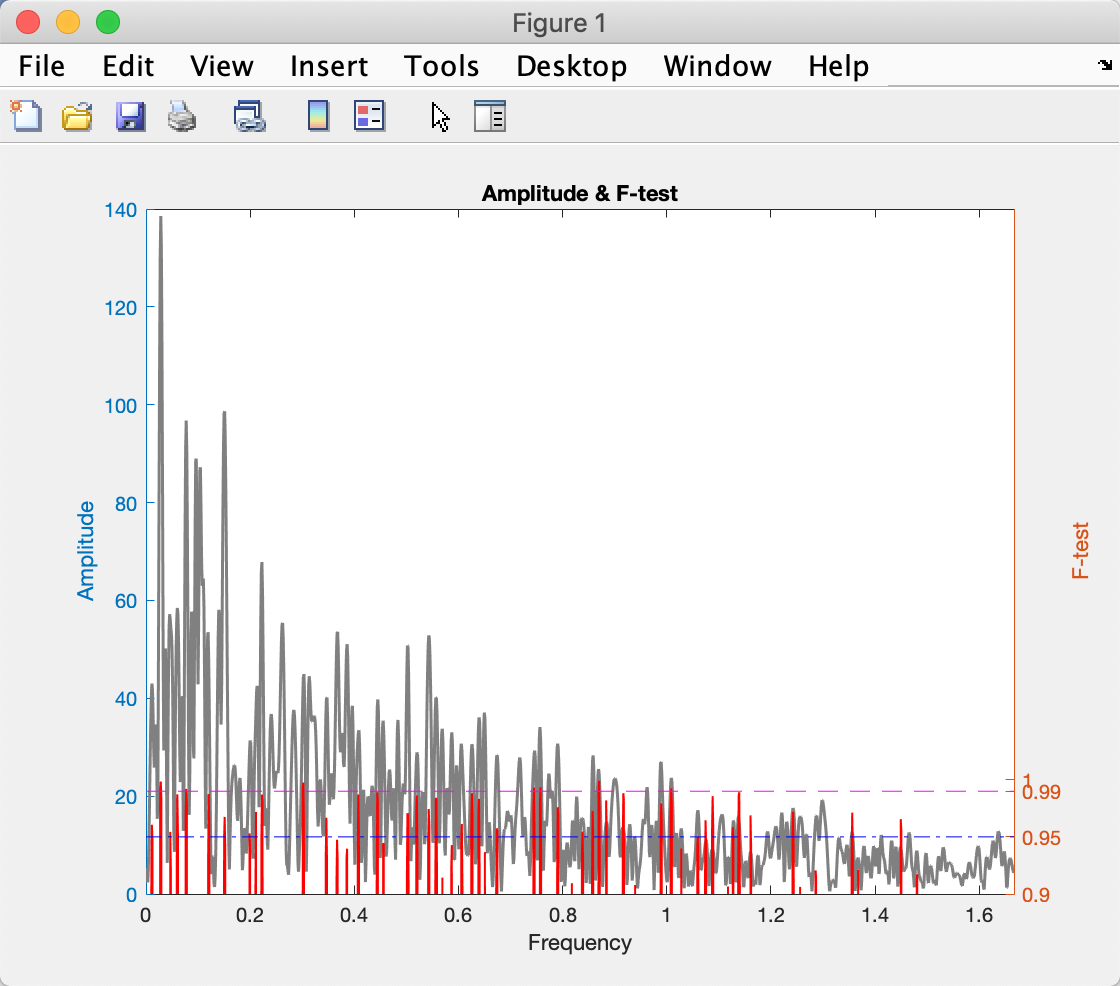 Figure 1
File Edit View Insert Tools Desktop Window Help
Amplitude & F-test
140
120
100
80
60
40
20
0
Amplitude
1
0.99
0.95
0.9
F-test
0 0.2 0.4 0.6 0.8 1 1.2 1.4 1.6
Frequency